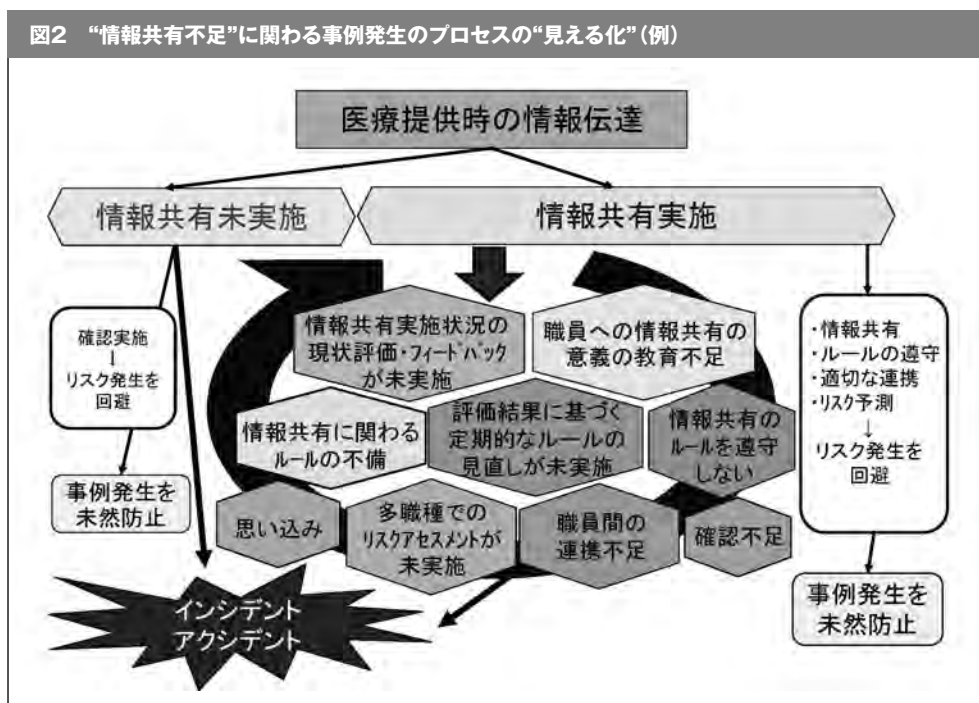 図2 “情報共有不足”に関わる事例発生のプロセスの“見える化”(例)
医療提供時の情報伝達
情報共有未実施
情報共有実施
確認実施
↓
リスク発生を
回避
事例発生を
未然防止
情報共有実施状況の
現状評価・フィードバック
が未実施
職員への情報共有の
意義の教育不足
情報共有に関わる
ルールの不備
評価結果に基づく
定期的なルールの
見直しが未実施
情報共有の
ルールを遵守
しない
思い込み
多職種での
リスクアセスメントが
未実施
職員間の
連携不足
確認不足
・情報共有
・ルールの遵守
・適切な連携
・リスク予測
↓
リスク発生を
回避
事例発生を
未然防止
インシデント
アクシデント